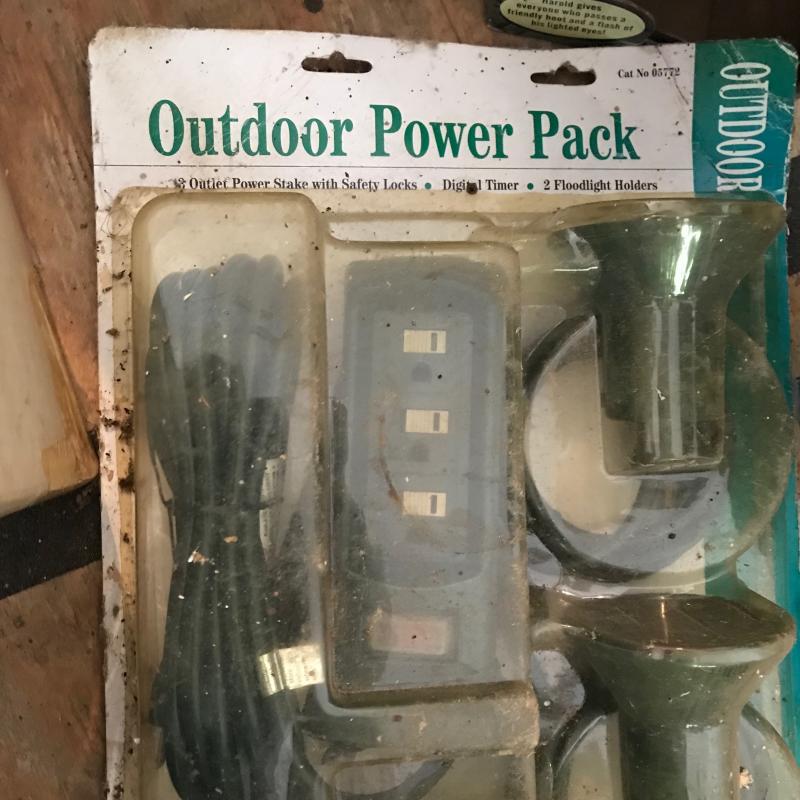 Harold gives
everyone who passes a
friendly hoot and a flash of
his lighted eyes!
Cat No 05772
Outdoor Power Pack
3 Outlet Power Stake with Safety Locks • Digital Timer • 2 Floodlight Holders
OUTDOOR